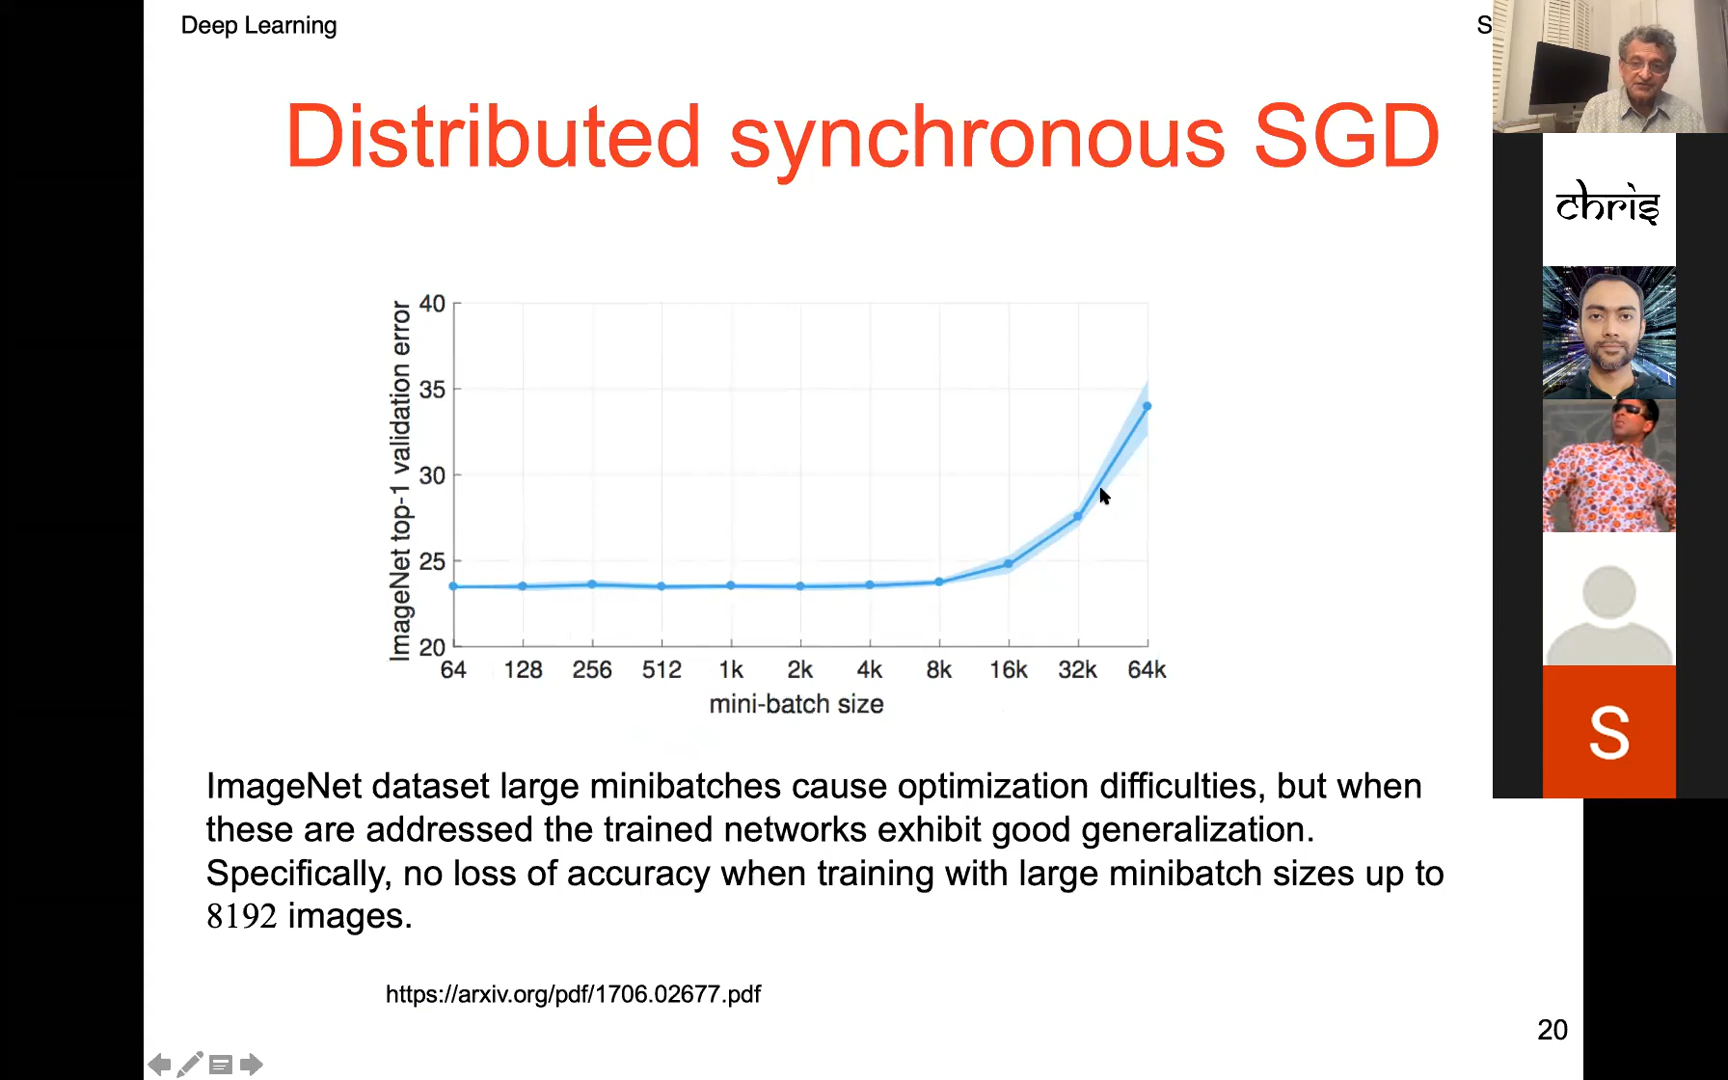 Deep Learning
S
Distributed synchronous SGD
chris
40
35
30
25
20
ImageNet top-1 validation error
64 128 256 512 1k 2k 4k 8k 16k 32k 64k
mini-batch size
S
ImageNet dataset large minibatches cause optimization difficulties, but when
these are addressed the trained networks exhibit good generalization.
Specifically, no loss of accuracy when training with large minibatch sizes up to
8192 images.
https://arxiv.org/pdf/1706.02677.pdf
20